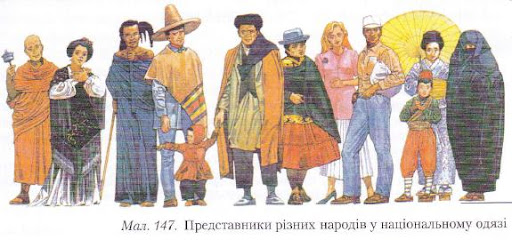 Мал. 147. Представники різних народів у національному одязі